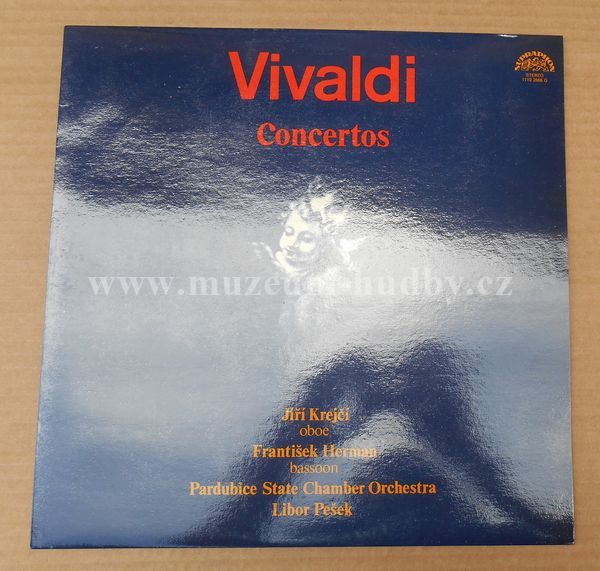 Vivaldi
Concertos
SUPRAPHON
STEREO
www.muzeum-hudby.cz
Jiří Krejčí
oboe
František Herman
bassoon
Pardubice State Chamber Orchestra
Libor Pešek